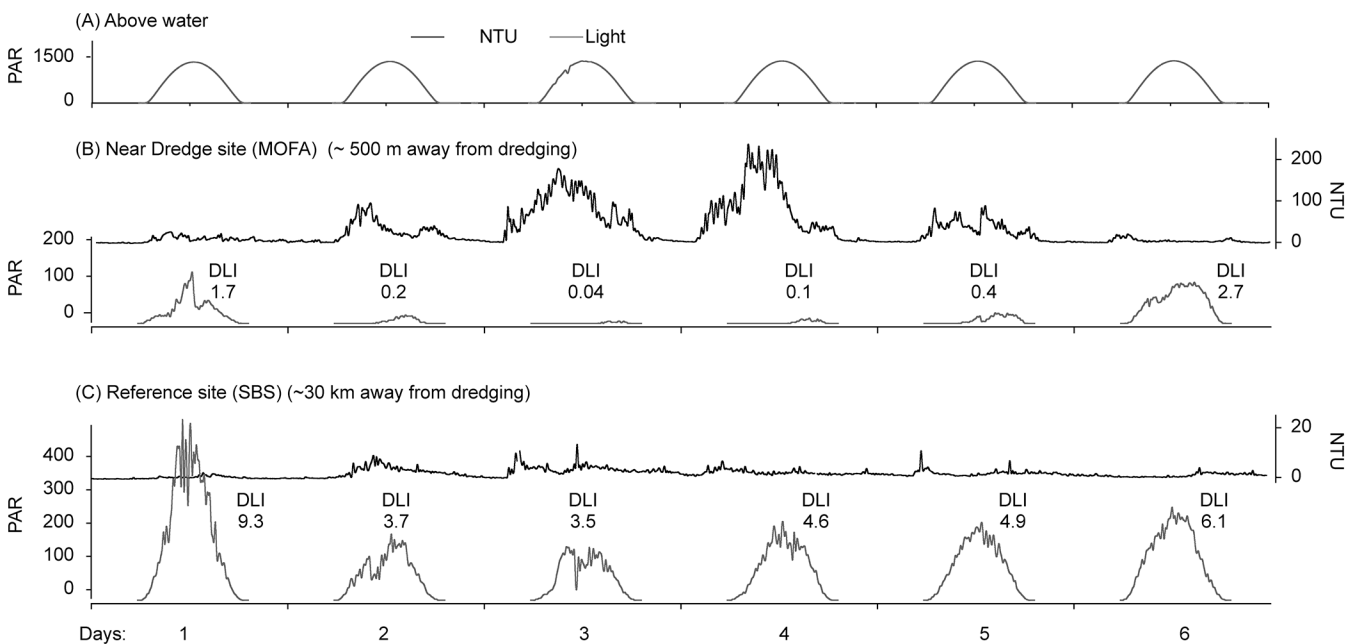 (A) Above water
NTU Light
PAR
1500
0
(B) Near Dredge site (MOFA) (~ 500 m away from dredging)
200
100
0
NTU
200
100
0
PAR
DLI DLI DLI DLI DLI DLI
1.7 0.2 0.04 0.1 0.4 2.7
(C) Reference site (SBS) (~30 km away from dredging)
20
0
NTU
400
300
200
100
0
PAR
DLI DLI DLI DLI DLI DLI
9.3 3.7 3.5 4.6 4.9 6.1
Days: 1 2 3 4 5 6